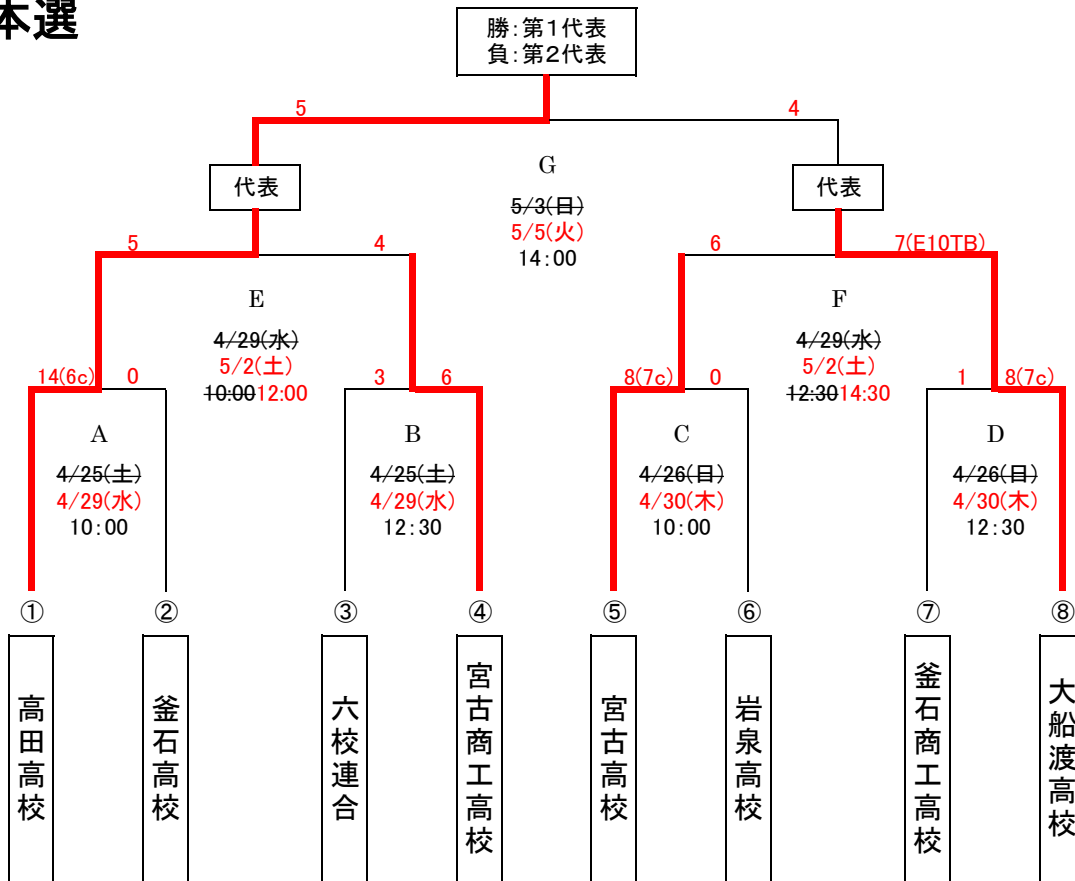 本選
勝:第1代表
負:第2代表
5
4
G
代表
代表
5/3(日)
5/5(火)
14:00
5
4
6
7(E10TB)
E
F
4/29(水)
5/2(土)
10:0012:00
4/29(水)
5/2(土)
12:3014:30
14(6c)
0
3
6
8(7c)
0
1
8(7c)
A
B
C
D
4/25(土)
4/29(水)
10:00
4/25(土)
4/29(水)
12:30
4/26(日)
4/30(木)
10:00
4/26(日)
4/30(木)
12:30
①
②
③
④
⑤
⑥
⑦
⑧
高田高校
釜石高校
六校連合
宮古商工高校
宮古高校
岩泉高校
釜石商工高校
大船渡高校